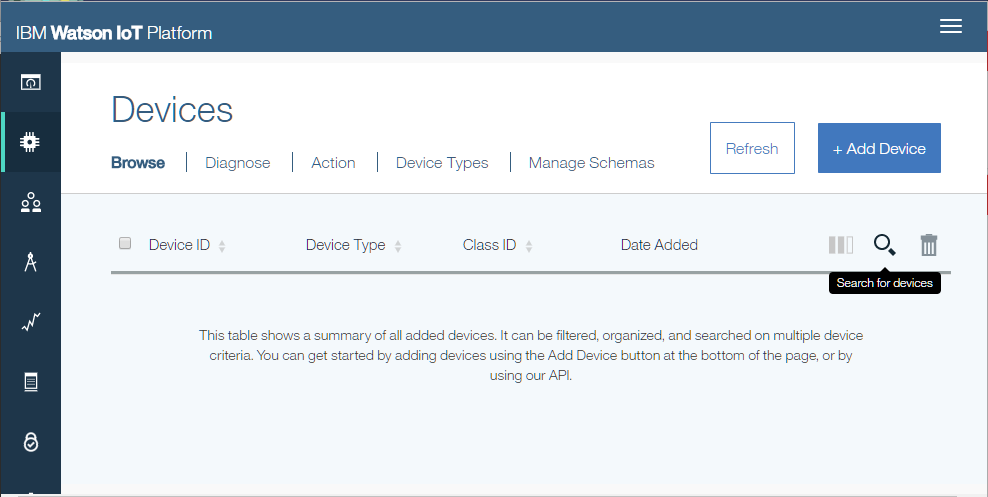 IBM Watson IoT Platform
Devices
Browse Diagnose Action Device Types Manage Schemas
Refresh
+ Add Device
Device ID Device Type Class ID Date Added
Search for devices
This table shows a summary of all added devices. It can be filtered, organized, and searched on multiple device
criteria. You can get started by adding devices using the Add Device button at the bottom of the page, or by
using our API.